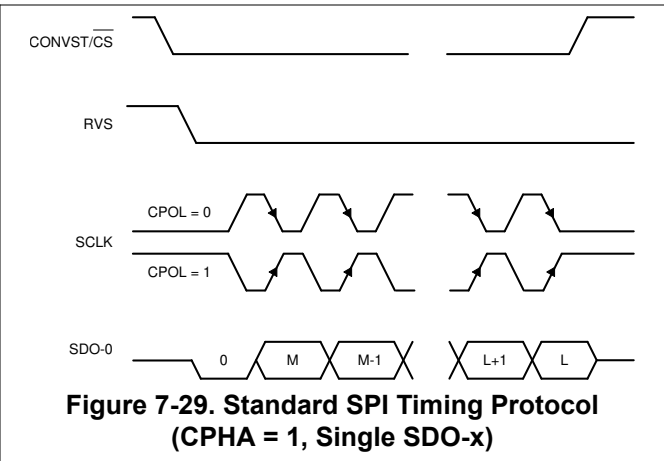 CONVST/CS
RVS
CPOL = 0
SCLK
CPOL = 1
SDO-0
0 M M-1 L+1 L
Figure 7-29. Standard SPI Timing Protocol
(CPHA = 1, Single SDO-x)